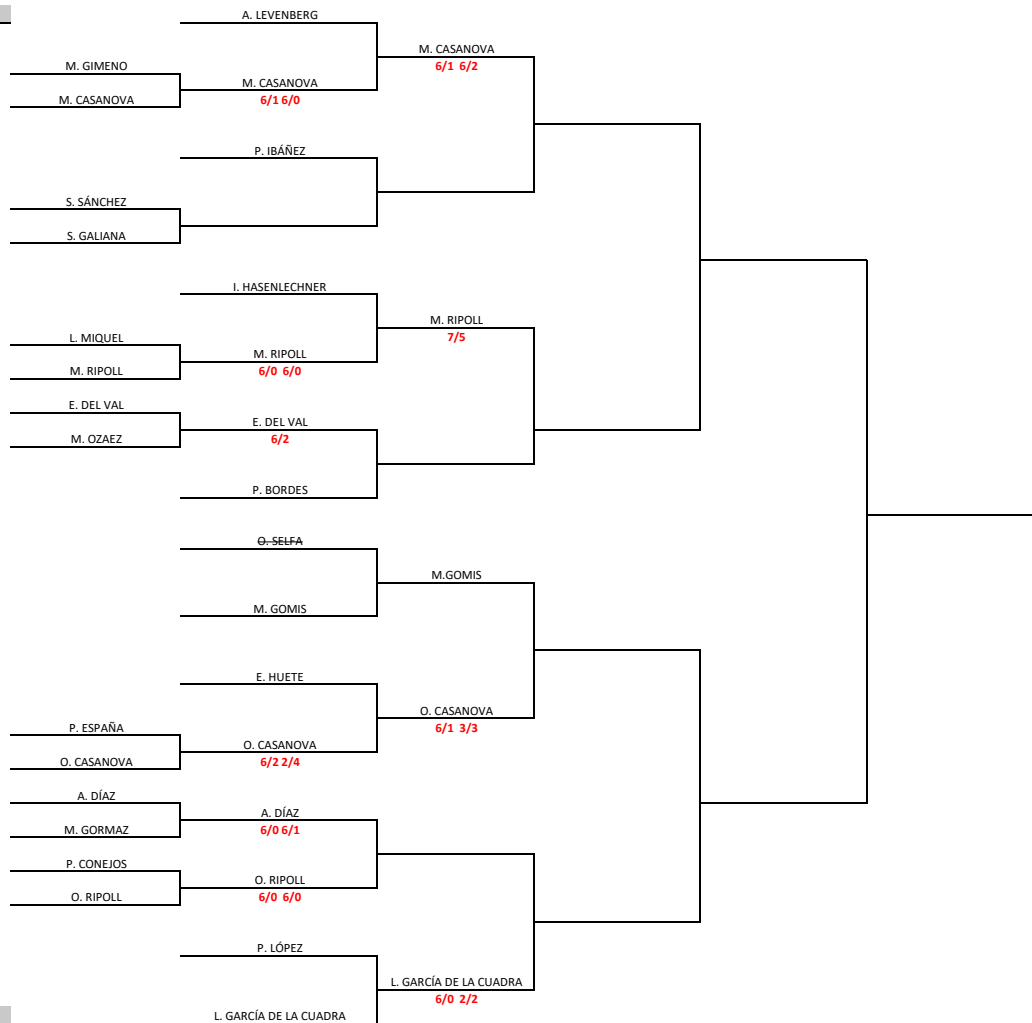 A. LEVENBERG
M. CASANOVA
6/1 6/2
M. GIMENO
M. CASANOVA
6/1 6/0
M. CASANOVA
P. IBÁÑEZ
S. SÁNCHEZ
S. GALIANA
I. HASENLECHNER
M. RIPOLL
7/5
L. MIQUEL
M. RIPOLL
6/0 6/0
M. RIPOLL
E. DEL VAL
E. DEL VAL
6/2
M. OZAEZ
P. BORDES
O. SELFA
M.GOMIS
M. GOMIS
E. HUETE
O. CASANOVA
6/1 3/3
P. ESPAÑA
O. CASANOVA
6/2 2/4
O. CASANOVA
A. DÍAZ
A. DÍAZ
6/0 6/1
M. GORMAZ
P. CONEJOS
O. RIPOLL
6/0 6/0
O. RIPOLL
P. LÓPEZ
L. GARCÍA DE LA CUADRA
6/0 2/2
L. GARCÍA DE LA CUADRA